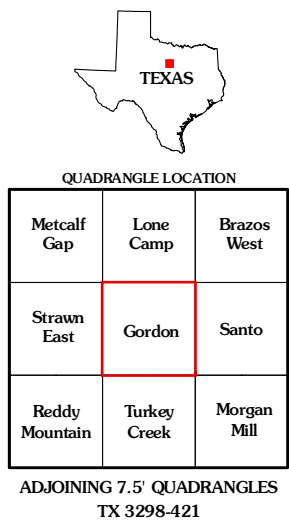 TEXAS
QUADRANGLE LOCATION
Metcalf Gap
Lone Camp
Brazos West
Strawn East
Gordon
Santo
Reddy Mountain
Turkey Creek
Morgan Mill
ADJOINING 7.5' QUADRANGLES
TX 3298-421